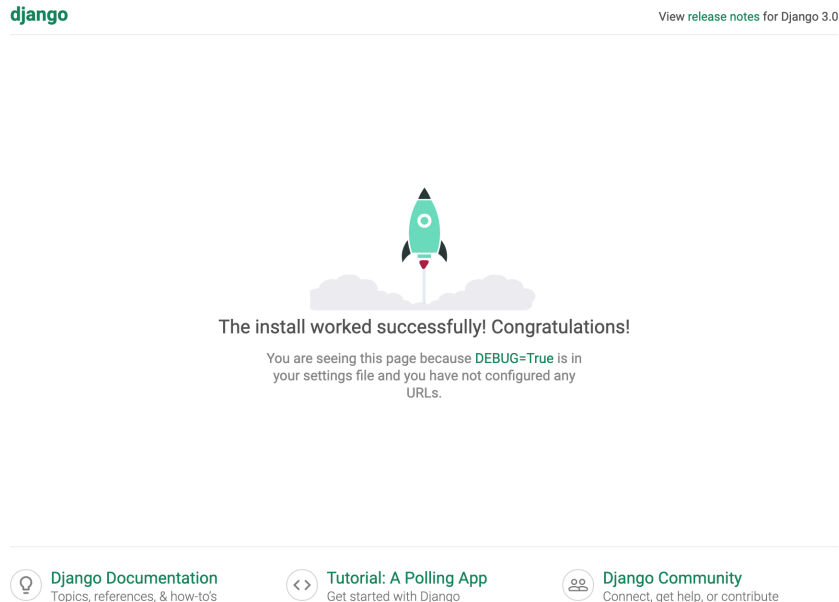 django
View release notes for Django 3.0
The install worked successfully! Congratulations!
You are seeing this page because DEBUG=True is in
your settings file and you have not configured any
URLs.
Django Documentation
Topics, references, & how-to's
Tutorial: A Polling App
Get started with Django
Django Community
Connect, get help, or contribute